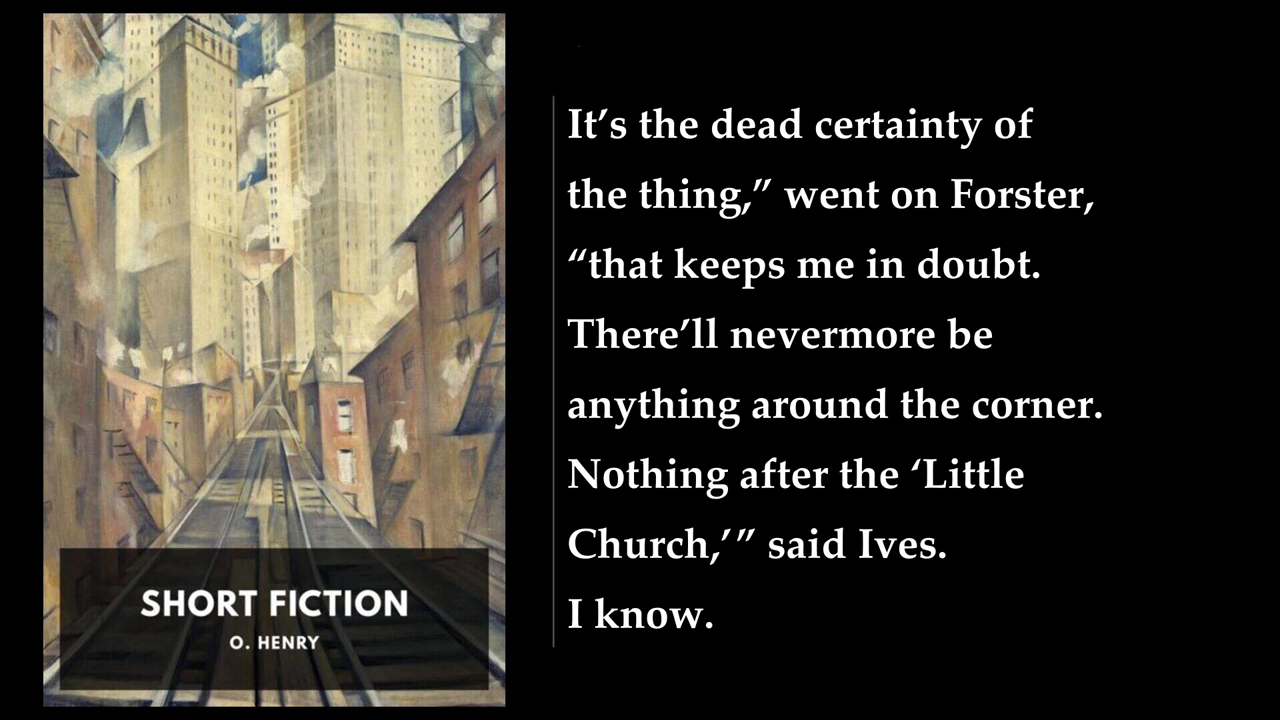 SHORT FICTION
O. HENRY
It’s the dead certainty of
the thing,” went on Forster,
“that keeps me in doubt.
There’ll nevermore be
anything around the corner.
Nothing after the ‘Little
Church,’” said Ives.
I know.